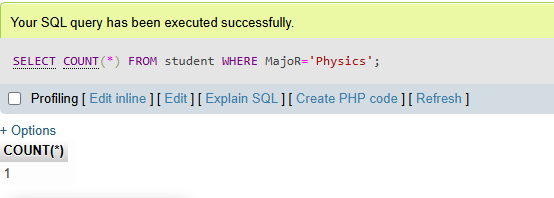 Your SQL query has been executed successfully.
SELECT COUNT(*) FROM student WHERE MajoR='Physics';
Profiling [ Edit inline ] [ Edit ] [ Explain SQL ] [ Create PHP code ] [ Refresh ]
+ Options
COUNT(*)
1